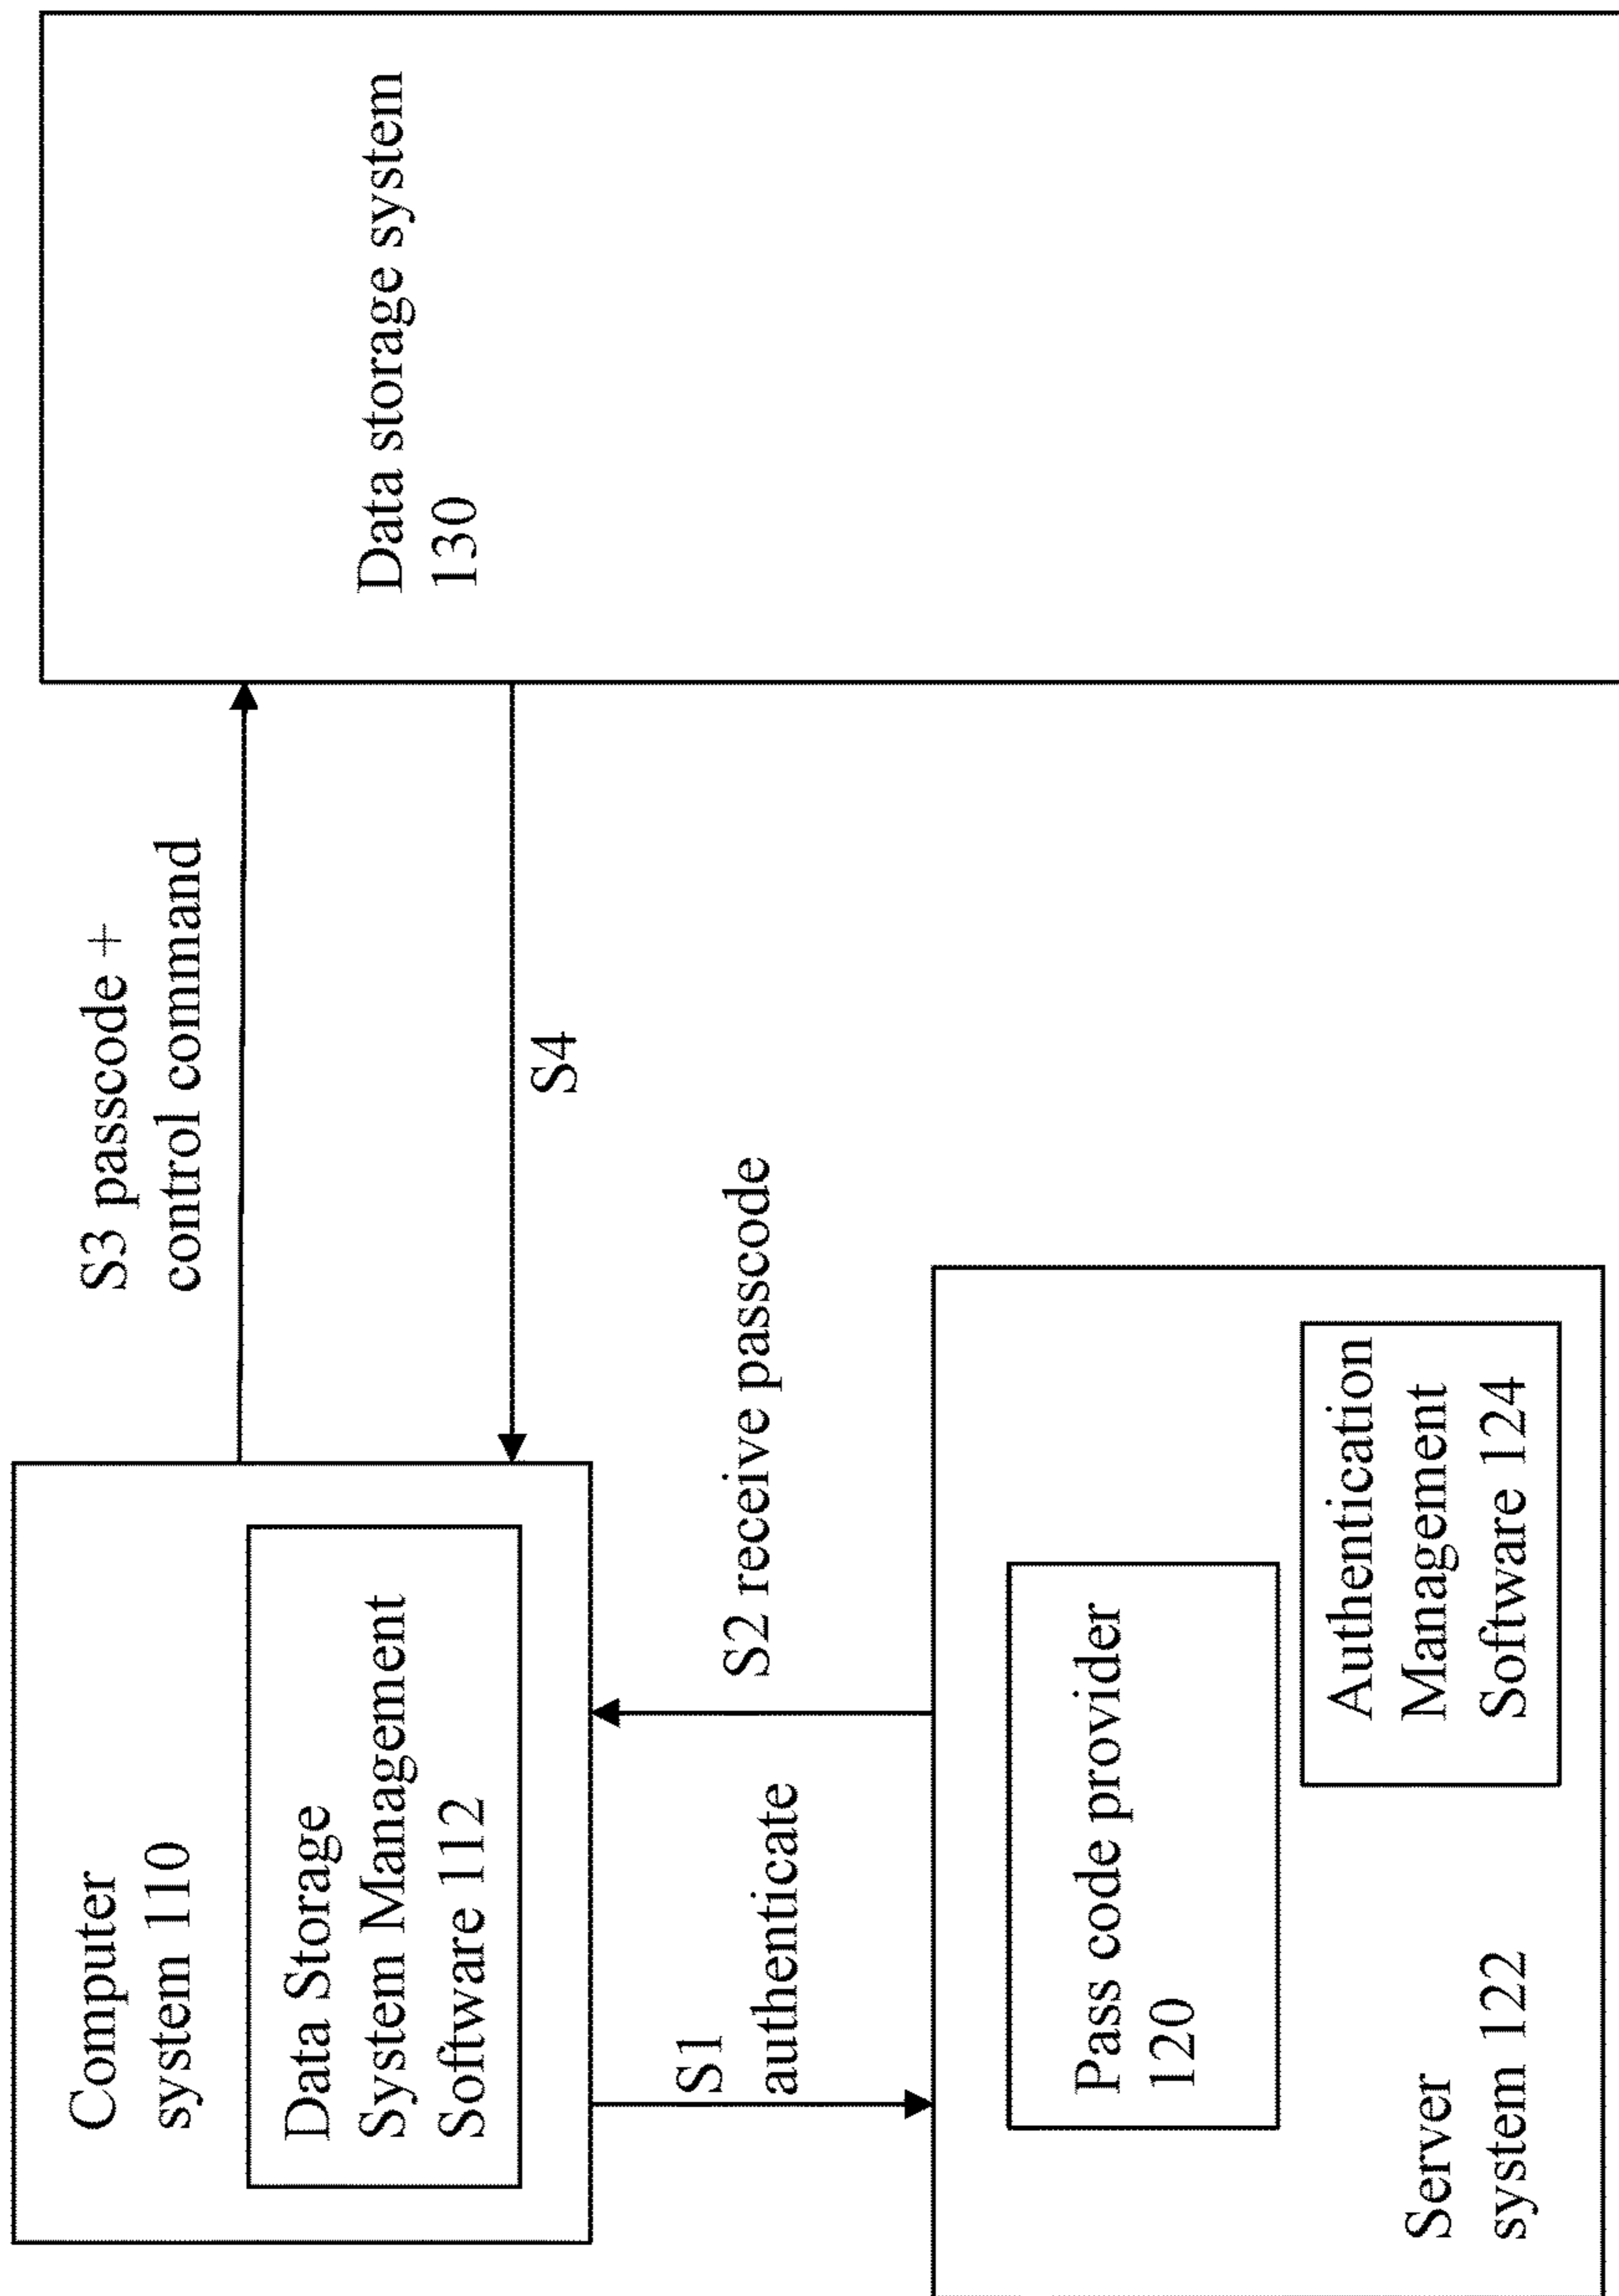 Computer
system 110
Data Storage
System Management
Software 112
S3 passcode +
control command
S4
Data storage system
130
S1
authenticate
S2 receive passcode
Pass code provider
120
Authentication
Management
Software 124
Server
system 122